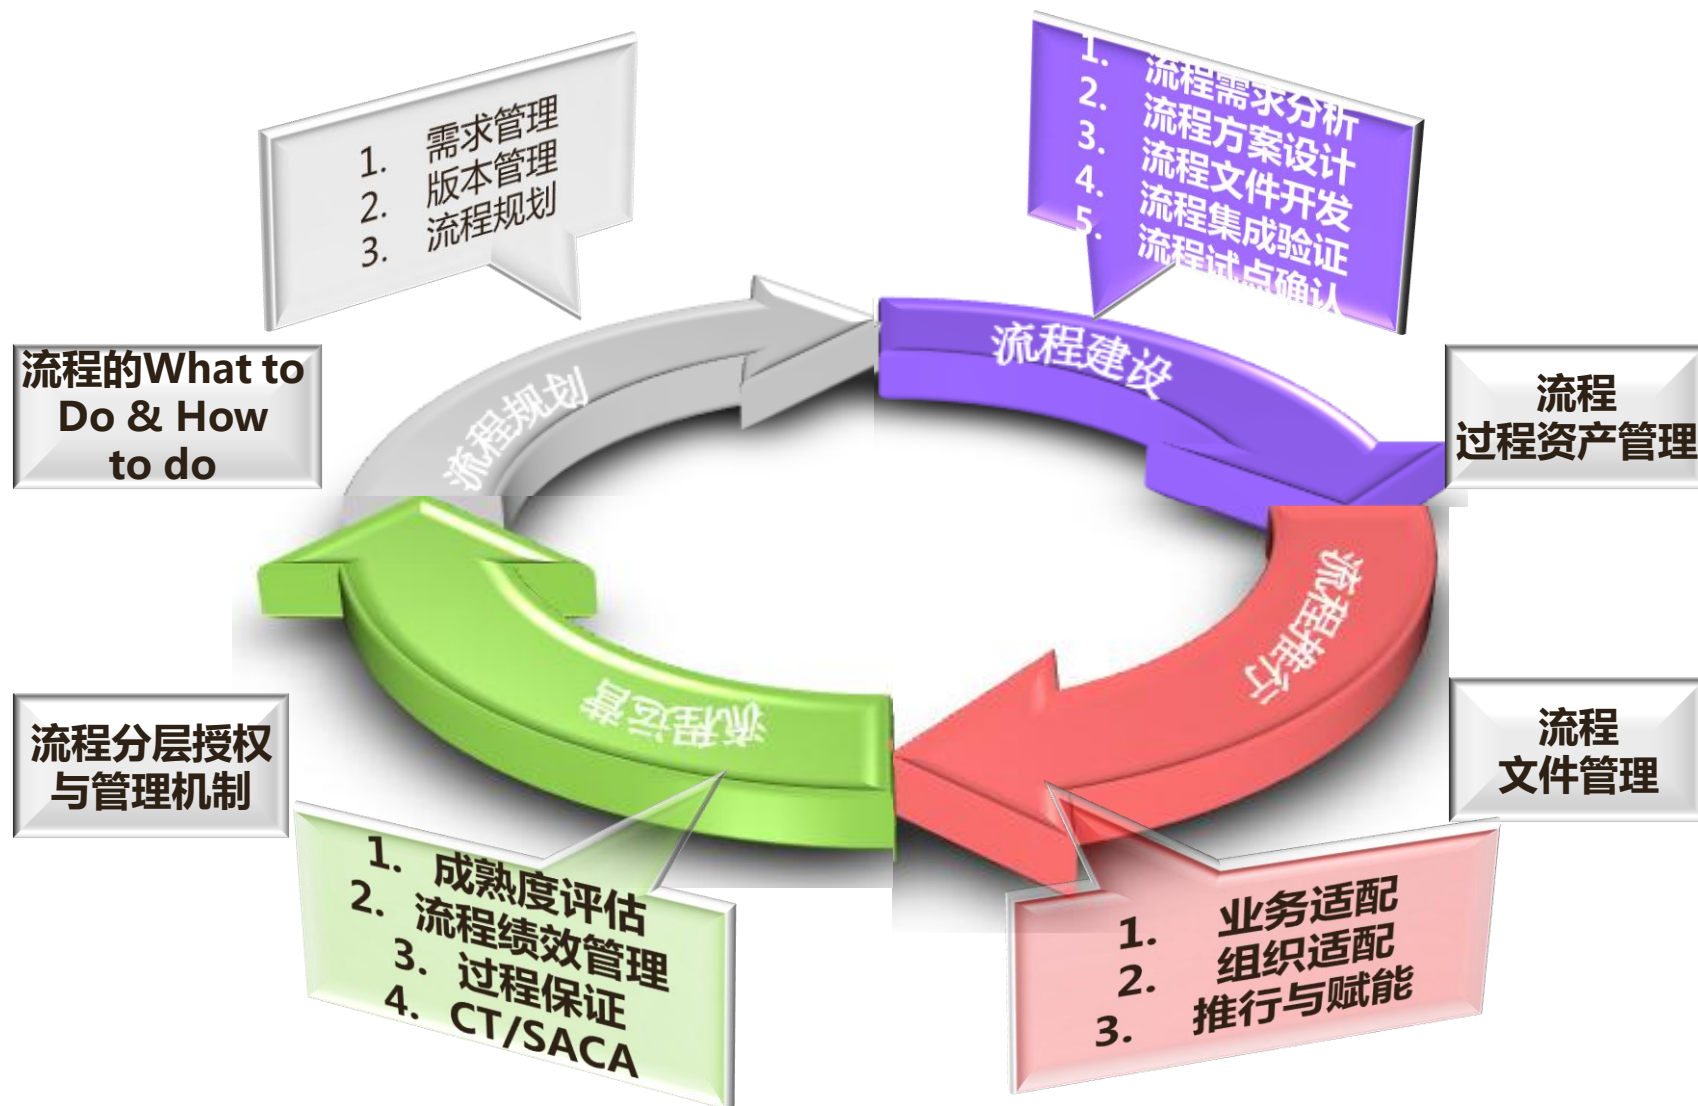 1. 需求管理
2. 版本管理
3. 流程规划
1. 流程需求分析
2. 流程方案设计
3. 流程文件开发
4. 流程集成验证
5. 流程试点确认
流程的What to
Do & How
to do
流程规划
流程建设
流程
过程资产管理
流程推行
流程运营
流程分层授权
与管理机制
流程
文件管理
1. 成熟度评估
2. 流程绩效管理
3. 过程保证
4. CT/SACA
1. 业务适配
2. 组织适配
3. 推行与赋能